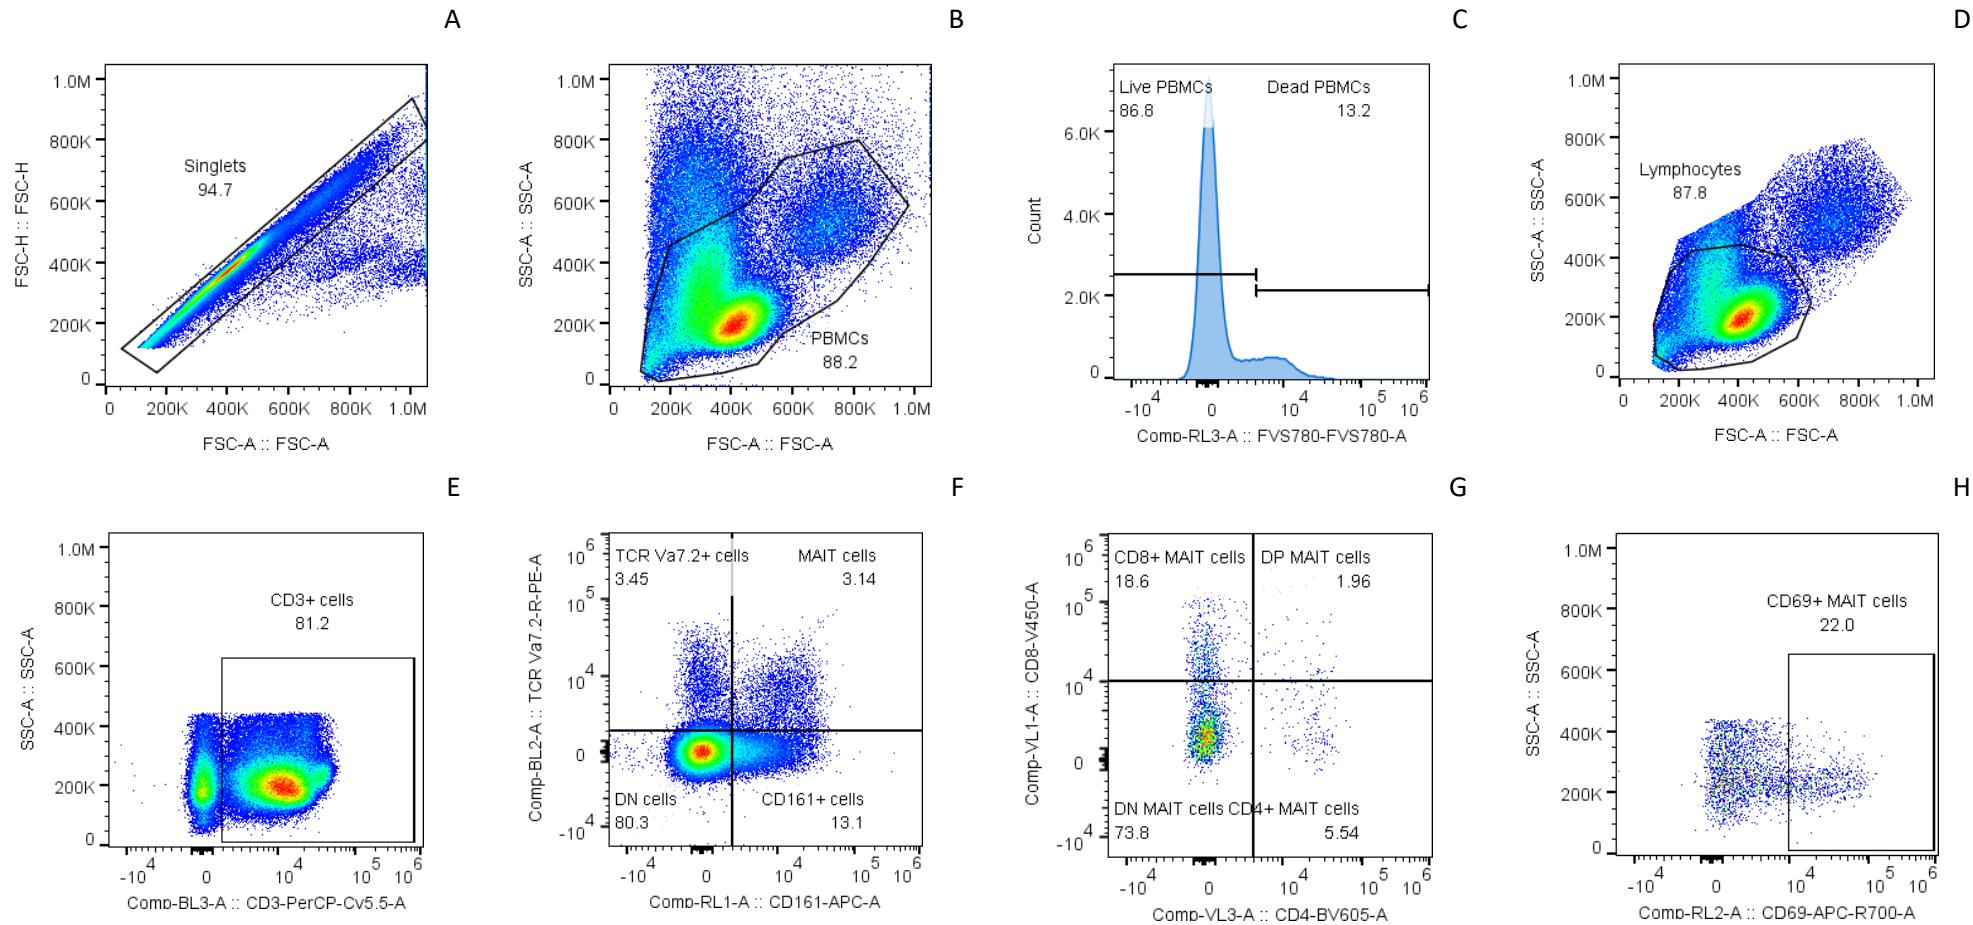 A
1.0M
800K
600K
400K
200K
0
FSC-H :: FSC-H
Singlets
94.7
0 200K 400K 600K 800K 1.0M
FSC-A :: FSC-A
B
1.0M
800K
600K
400K
200K
0
SSC-A :: SSC-A
PBMCs
88.2
0 200K 400K 600K 800K 1.0M
FSC-A :: FSC-A
C
6.0K
4.0K
2.0K
0
Count
Live PBMCs
86.8
Dead PBMCs
13.2
-10^4 0 10^4 10^5 10^6
Comp-RL3-A :: FVS780-FVS780-A
D
1.0M
800K
600K
400K
200K
0
SSC-A :: SSC-A
Lymphocytes
87.8
0 200K 400K 600K 800K 1.0M
FSC-A :: FSC-A
E
1.0M
800K
600K
400K
200K
0
SSC-A :: SSC-A
CD3+ cells
81.2
-10^4 0 10^4 10^5 10^6
Comp-BL3-A :: CD3-PerCP-Cy5.5-A
F
10^6
10^5
10^4
0
-10^4
Comp-BL2-A :: TCR Va7.2-R-PE-A
TCR Va7.2+ cells
3.45
MAIT cells
3.14
DN cells
80.3
CD161+ cells
13.1
-10^4 0 10^4 10^5 10^6
Comp-RL1-A :: CD161-APC-A
G
10^6
10^5
10^4
0
-10^4
Comp-VL1-A :: CD8-V450-A
CD8+ MAIT cells
18.6
DP MAIT cells
1.96
DN MAIT cells
73.8
CD4+ MAIT cells
5.54
-10^4 0 10^4 10^5 10^6
Comp-VL3-A :: CD4-BV605-A
H
1.0M
800K
600K
400K
200K
0
SSC-A :: SSC-A
CD69+ MAIT cells
22.0
-10^4 0 10^4 10^5 10^6
Comp-RL2-A :: CD69-APC-R700-A